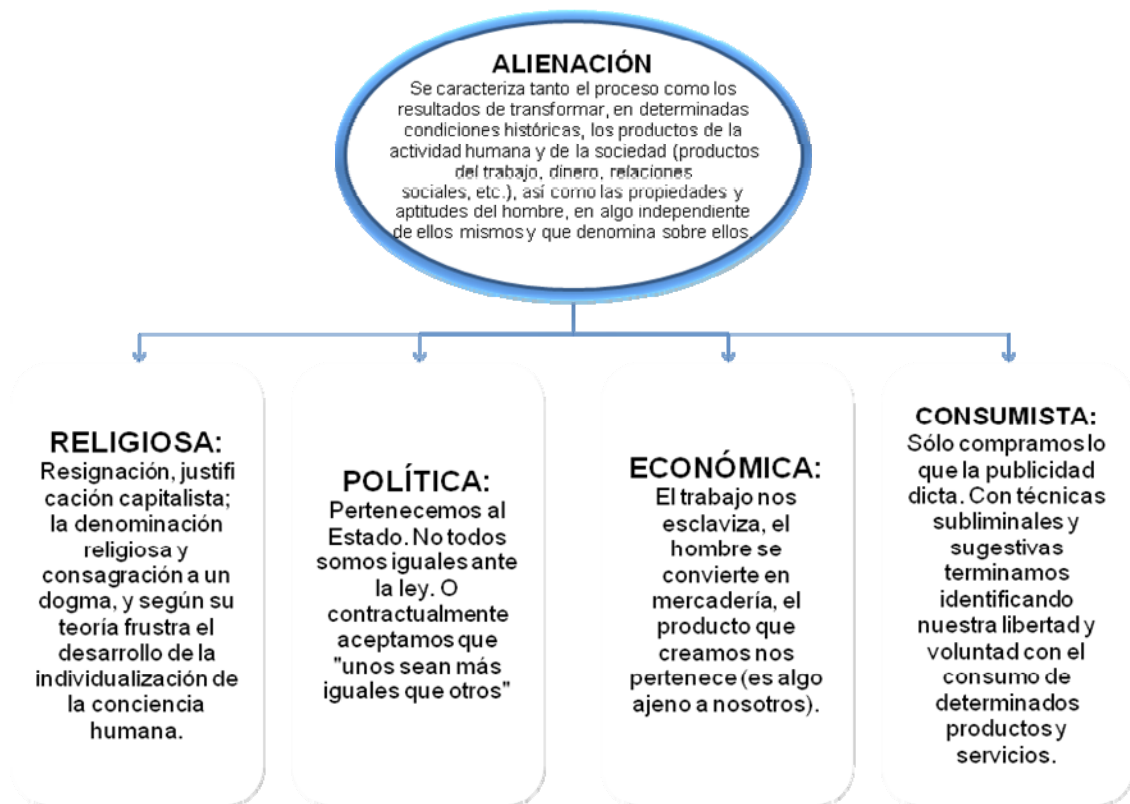 ALIENACIÓN
Se caracteriza tanto el proceso como los
resultados de transformar, en determinadas
condiciones históricas, los productos de la
actividad humana y de la sociedad (productos
del trabajo, dinero, relaciones
sociales, etc.), así como las propiedades y
aptitudes del hombre, en algo independiente
de ellos mismos y que denomina sobre ellos.
RELIGIOSA:
Resignación, justifi
cación capitalista;
la denominación
religiosa y
consagración a un
dogma, y según su
teoría frustra el
desarrollo de la
individualización de
la conciencia
humana.
POLÍTICA:
Pertenecemos al
Estado. No todos
somos iguales ante
la ley. O
contractualmente
aceptamos que
"unos sean más
iguales que otros"
ECONÓMICA:
El trabajo nos
esclaviza, el
hombre se
convierte en
mercadería, el
producto que
creamos nos
pertenece (es algo
ajeno a nosotros).
CONSUMISTA:
Sólo compramos lo
que la publicidad
dicta. Con técnicas
subliminales y
sugestivas
terminamos
identificando
nuestra libertad y
voluntad con el
consumo de
determinados
productos y
servicios.